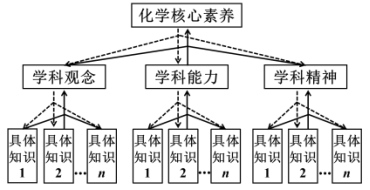 化学核心素养
学科观念 学科能力 学科精神
具体 具体 具体 具体 具体 具体 具体 具体 具体
知识 知识 知识 知识 知识 知识 知识 知识 知识
1 2 … n 1 2 … n 1 2 … n